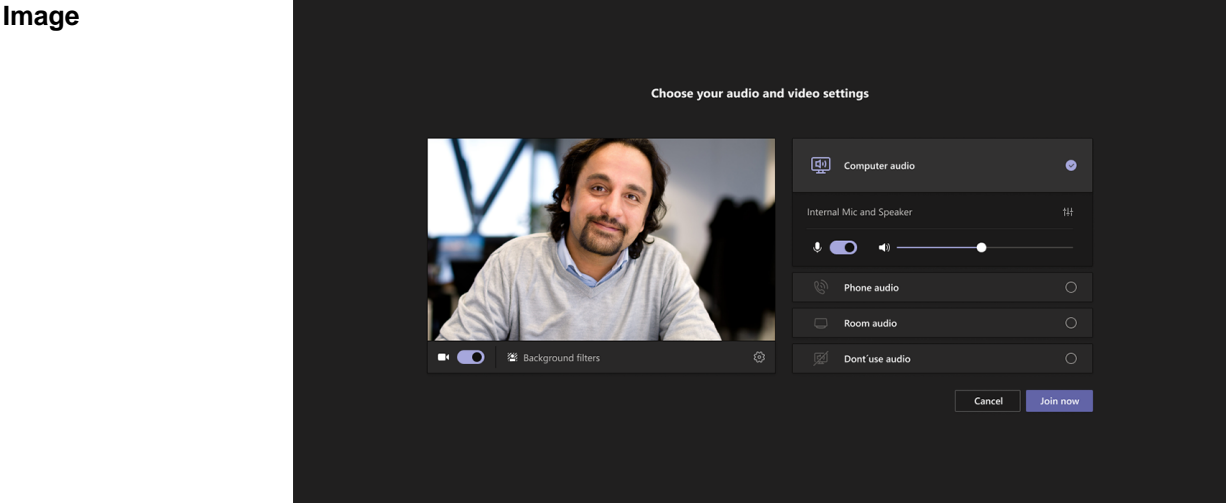 Image
Choose your audio and video settings
Computer audio
Internal Mic and Speaker
Phone audio
Room audio
Dont´use audio
Background filters
Cancel
Join now